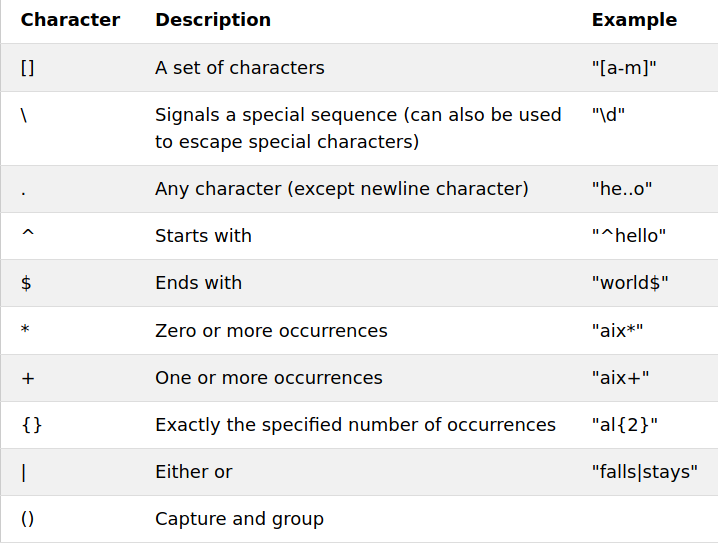 Character Description Example
[] A set of characters "[a-m]"
\ Signals a special sequence (can also be used "\d"
to escape special characters)
. Any character (except newline character) "he..o"
^ Starts with "^hello"
$ Ends with "world$"
* Zero or more occurrences "aix*"
+ One or more occurrences "aix+"
{} Exactly the specified number of occurrences "al{2}"
| Either or "falls|stays"
() Capture and group